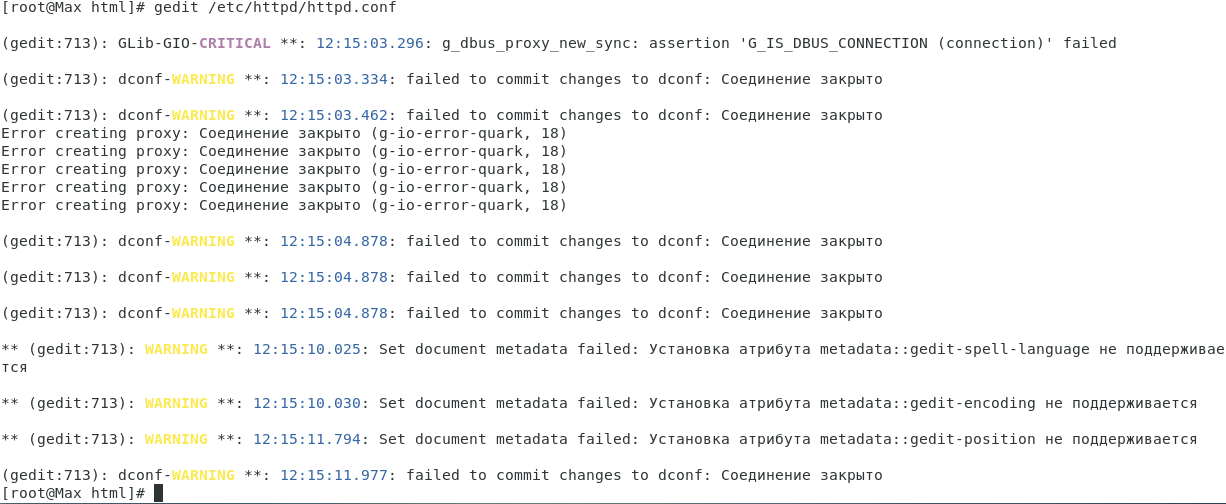 [root@Max html]# gedit /etc/httpd/httpd.conf
(gedit:713): GLib-GIO-CRITICAL **: 12:15:03.296: g_dbus_proxy_new_sync: assertion 'G_IS_DBUS_CONNECTION (connection)' failed
(gedit:713): dconf-WARNING **: 12:15:03.334: failed to commit changes to dconf: Соединение закрыто
(gedit:713): dconf-WARNING **: 12:15:03.462: failed to commit changes to dconf: Соединение закрыто
Error creating proxy: Соединение закрыто (g-io-error-quark, 18)
Error creating proxy: Соединение закрыто (g-io-error-quark, 18)
Error creating proxy: Соединение закрыто (g-io-error-quark, 18)
Error creating proxy: Соединение закрыто (g-io-error-quark, 18)
Error creating proxy: Соединение закрыто (g-io-error-quark, 18)
(gedit:713): dconf-WARNING **: 12:15:04.878: failed to commit changes to dconf: Соединение закрыто
(gedit:713): dconf-WARNING **: 12:15:04.878: failed to commit changes to dconf: Соединение закрыто
(gedit:713): dconf-WARNING **: 12:15:04.878: failed to commit changes to dconf: Соединение закрыто
** (gedit:713): WARNING **: 12:15:10.025: Set document metadata failed: Установка атрибута metadata::gedit-spell-language не поддерживае
тся
** (gedit:713): WARNING **: 12:15:10.030: Set document metadata failed: Установка атрибута metadata::gedit-encoding не поддерживается
** (gedit:713): WARNING **: 12:15:11.794: Set document metadata failed: Установка атрибута metadata::gedit-position не поддерживается
(gedit:713): dconf-WARNING **: 12:15:11.977: failed to commit changes to dconf: Соединение закрыто
[root@Max html]#